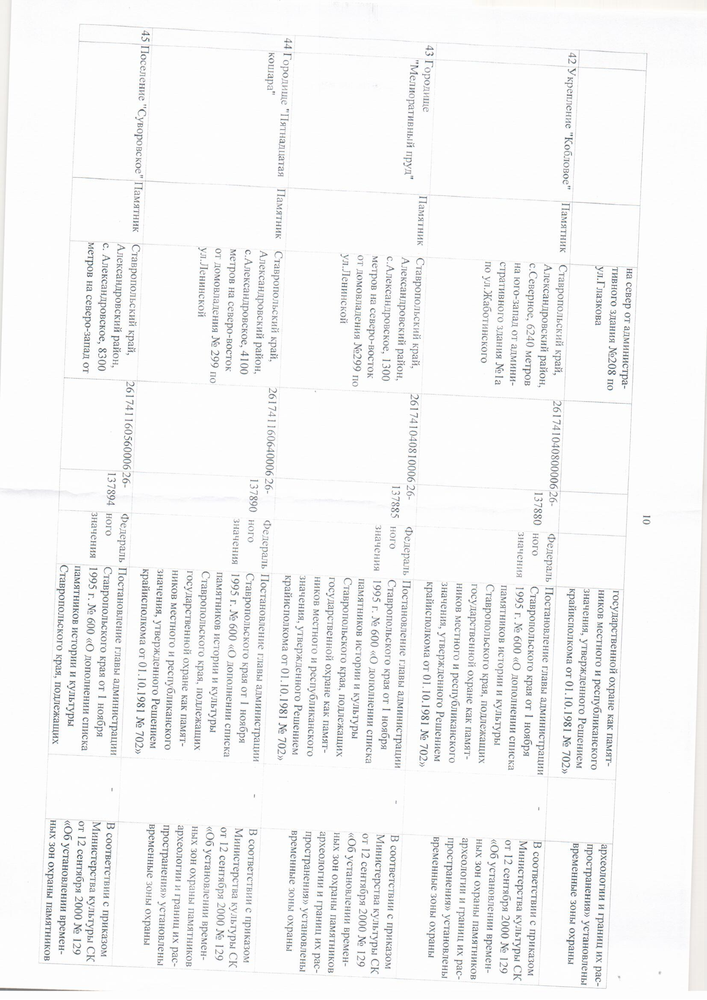 10
на север от администра-
тивного здания №208 по
ул.Глазкова
государственной охране как памят-
ников местного и республиканского
значения, утвержденного Решением
крайисполкома от 01.10.1981 № 702»
археологии и границ их рас-
пространения» установлены
временные зоны охраны
42
Укрепление "Кобловое"
Памятник
Ставропольский край,
Александровский район,
с.Северное, 6240 метров
на юго-запад от админи-
стративного здания №1а
по ул.Жаботинского
261741040800006
26-
137880
Федераль
ного
значения
Постановление главы администрации
Ставропольского края от 1 ноября
1995 г. № 600 «О дополнении списка
памятников истории и культуры
Ставропольского края, подлежащих
государственной охране как памят-
ников местного и республиканского
значения, утвержденного Решением
крайисполкома от 01.10.1981 № 702»
-
В соответствии с приказом
Министерства культуры СК
от 12 сентября 2000 № 129
«Об установлении времен-
ных зон охраны памятников
археологии и границ их рас-
пространения» установлены
временные зоны охраны
43
Городище
"Мелиоративный пруд"
Памятник
Ставропольский край,
Александровский район,
с.Александровское, 1300
метров на северо-восток
от домовладения №299 по
ул.Ленинской
261741040810006
26-
137885
Федераль
ного
значения
Постановление главы администрации
Ставропольского края от 1 ноября
1995 г. № 600 «О дополнении списка
памятников истории и культуры
Ставропольского края, подлежащих
государственной охране как памят-
ников местного и республиканского
значения, утвержденного Решением
крайисполкома от 01.10.1981 № 702»
-
В соответствии с приказом
Министерства культуры СК
от 12 сентября 2000 № 129
«Об установлении времен-
ных зон охраны памятников
археологии и границ их рас-
пространения» установлены
временные зоны охраны
44
Городище "Пятнадцатая
кошара"
Памятник
Ставропольский край,
Александровский район,
с.Александровское, 4100
метров на северо-восток
от домовладения № 299 по
ул.Ленинской
261741160640006
26-
137890
Федераль
ного
значения
Постановление главы администрации
Ставропольского края от 1 ноября
1995 г. № 600 «О дополнении списка
памятников истории и культуры
Ставропольского края, подлежащих
государственной охране как памят-
ников местного и республиканского
значения, утвержденного Решением
крайисполкома от 01.10.1981 № 702»
-
В соответствии с приказом
Министерства культуры СК
от 12 сентября 2000 № 129
«Об установлении времен-
ных зон охраны памятников
археологии и границ их рас-
пространения» установлены
временные зоны охраны
45
Поселение "Суворовское"
Памятник
Ставропольский край,
Александровский район,
с. Александровское, 8300
метров на северо-запад от
261741160560006
26-
137894
Федераль
ного
значения
Постановление главы администрации
Ставропольского края от 1 ноября
1995 г. № 600 «О дополнении списка
памятников истории и культуры
Ставропольского края, подлежащих
-
В соответствии с приказом
Министерства культуры СК
от 12 сентября 2000 № 129
«Об установлении времен-
ных зон охраны памятников